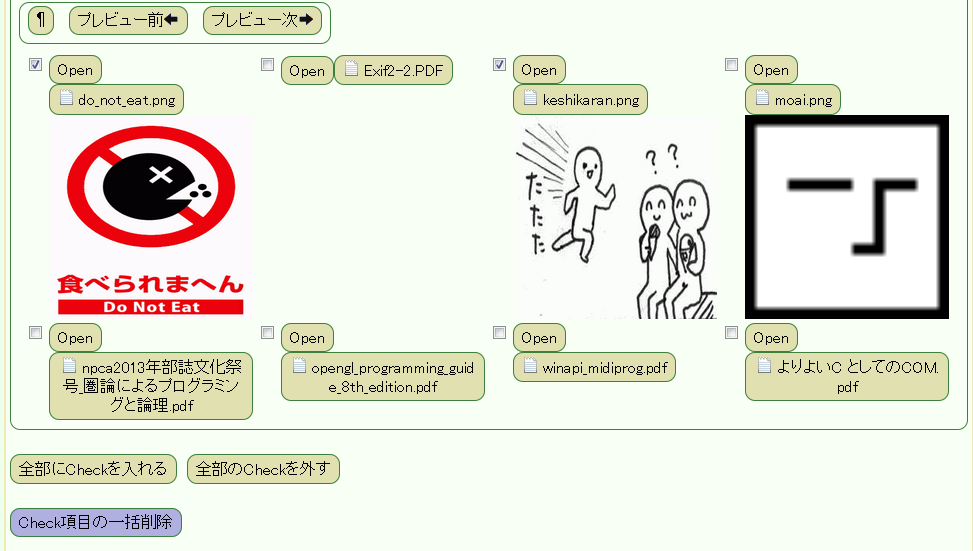 ¶ プレビュー前⬅ プレビュー次➡
Open Open Exif2-2.PDF Open Open
do_not_eat.png keshikaran.png moai.png
たたた
? ?
食べられまへん
Do Not Eat
Open Open Open Open
npca2013年部誌文化祭
号_圏論によるプログラミン
グと論理.pdf
opengl_programming_guid
e_8th_edition.pdf
winapi_midiprog.pdf
よりよいC としてのCOM.
pdf
全部にCheckを入れる 全部のCheckを外す
Check項目の一括削除